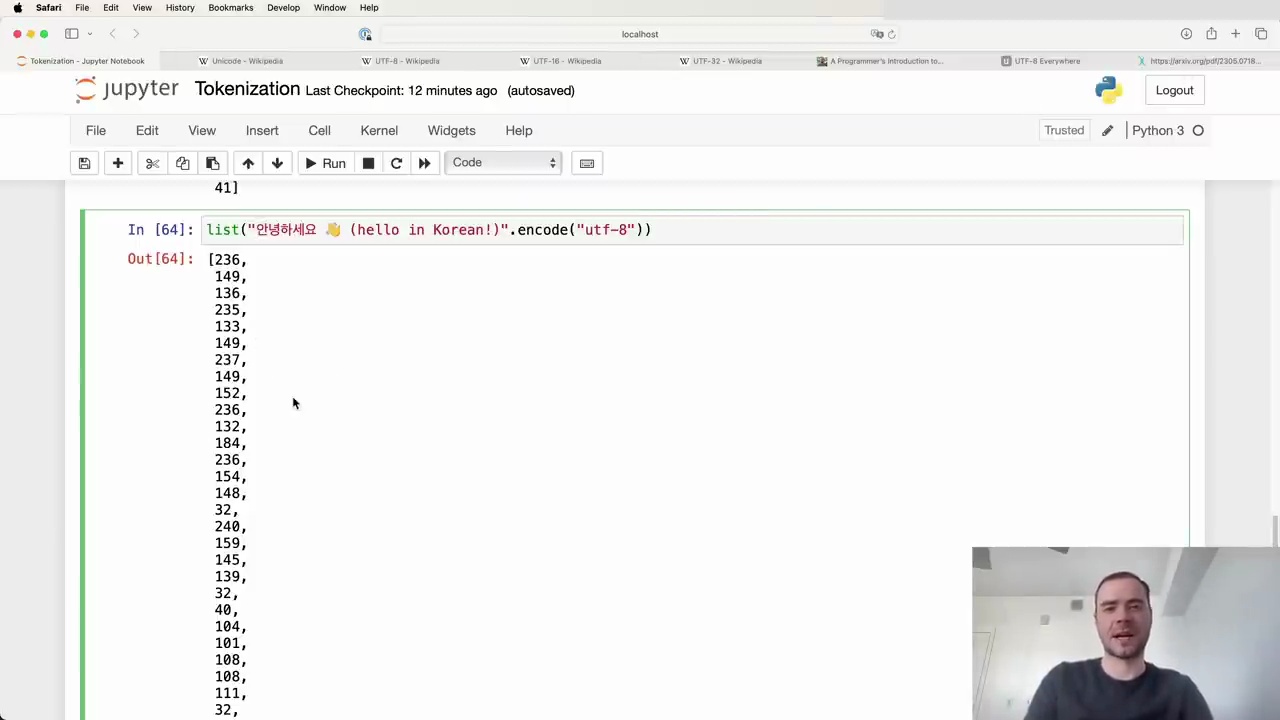 Safari File Edit View History Bookmarks Develop Window Help
localhost
Tokenization - Jupyter Notebook
Unicode - Wikipedia
UTF-8 - Wikipedia
UTF-16 - Wikipedia
UTF-32 - Wikipedia
A Programmer's Introduction to...
UTF-8 Everywhere
https://arxiv.org/pdf/2305.0718...
jupyter Tokenization Last Checkpoint: 12 minutes ago (autosaved) Logout
File Edit View Insert Cell Kernel Widgets Help Trusted Python 3
Run Code
41]
In [64]: list("안녕하세요 👋 (hello in Korean!)".encode("utf-8"))
Out[64]: [236,
149,
136,
235,
133,
149,
237,
149,
152,
236,
132,
184,
236,
154,
148,
32,
240,
159,
145,
139,
32,
40,
104,
101,
108,
108,
111,
32,